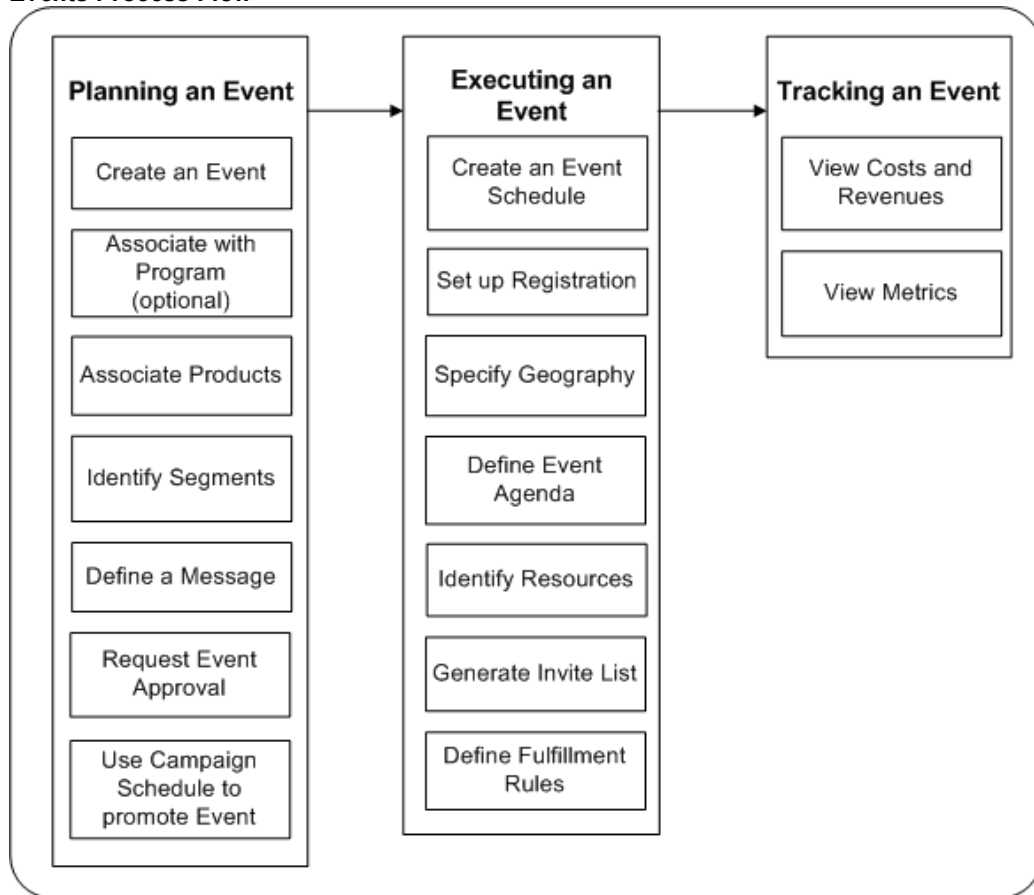 Events Process Flow
Planning an Event
Create an Event
Associate with
Program
(optional)
Associate Products
Identify Segments
Define a Message
Request Event
Approval
Use Campaign
Schedule to
promote Event
Executing an
Event
Create an Event
Schedule
Set up Registration
Specify Geography
Define Event
Agenda
Identify Resources
Generate Invite List
Define Fulfillment
Rules
Tracking an Event
View Costs and
Revenues
View Metrics